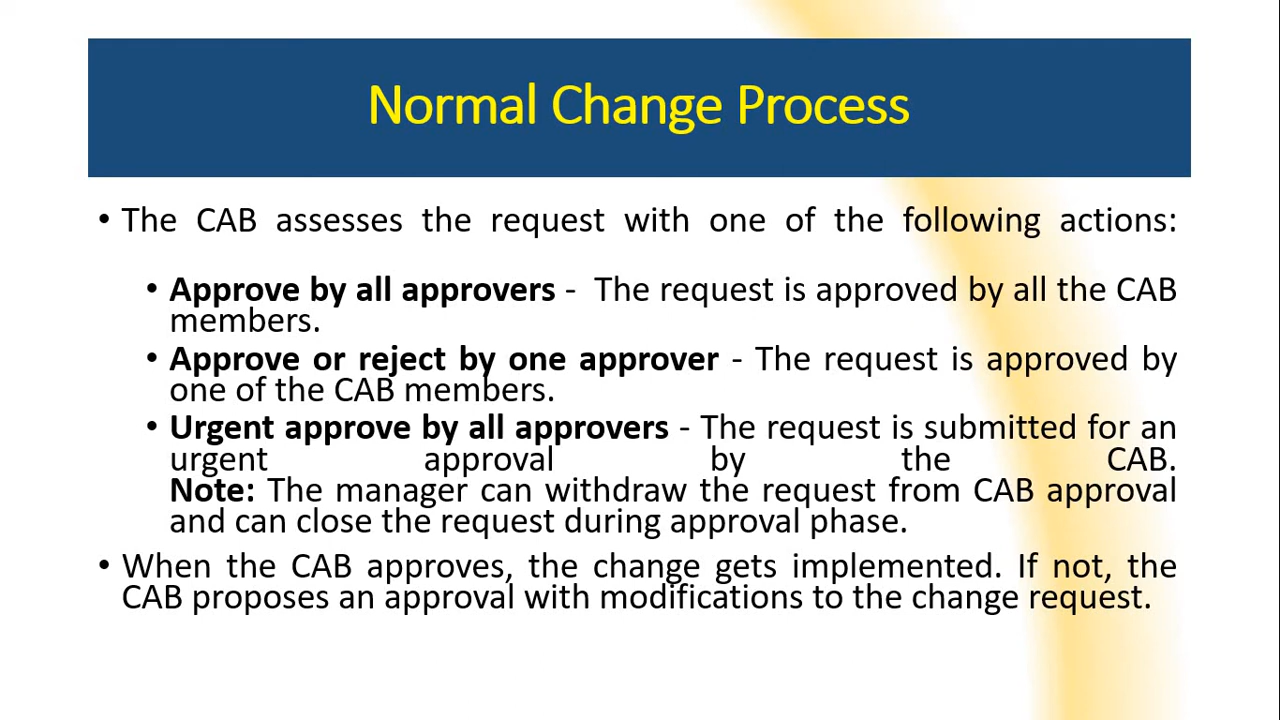 Normal Change Process
• The CAB assesses the request with one of the following actions:
• Approve by all approvers - The request is approved by all the CAB
members.
• Approve or reject by one approver - The request is approved by
one of the CAB members.
• Urgent approve by all approvers - The request is submitted for an
urgent approval by the CAB.
Note: The manager can withdraw the request from CAB approval
and can close the request during approval phase.
• When the CAB approves, the change gets implemented. If not, the
CAB proposes an approval with modifications to the change request.